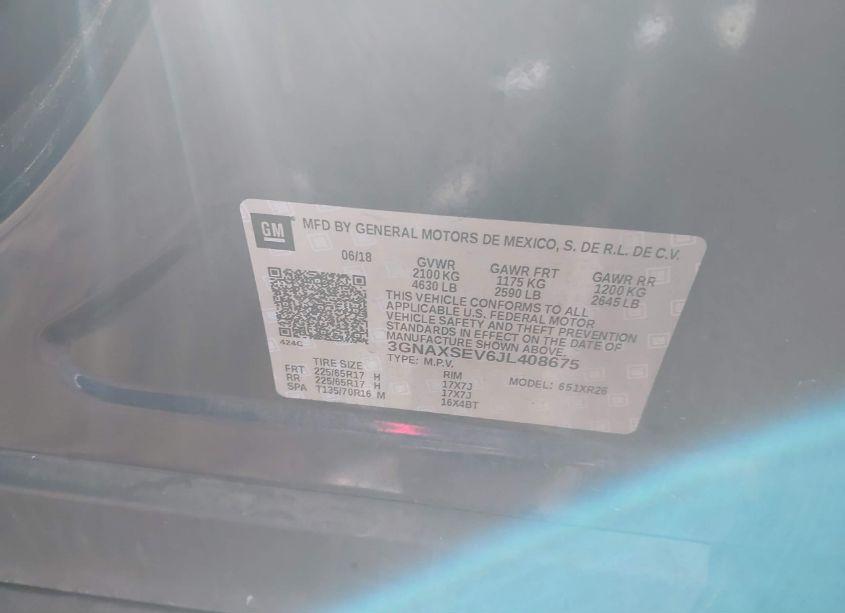 GM MFD BY GENERAL MOTORS DE MEXICO, S. DE R.L. DE C.V.
06/18 GVWR GAWR FRT GAWR RR
2100 KG 1175 KG 1200 KG
4630 LB 2590 LB 2645 LB
THIS VEHICLE CONFORMS TO ALL
APPLICABLE U.S. FEDERAL MOTOR
VEHICLE SAFETY AND THEFT PREVENTION
STANDARDS IN EFFECT ON THE DATE OF
MANUFACTURE SHOWN ABOVE.
424C
3GNAXSEV6JL408675
TYPE: M.P.V. MODEL: 651XR26
TIRE SIZE RIM
FRT 225/65R17 H 17X7J
RR 225/65R17 H 17X7J
SPA T135/70R16 M 16X4BT